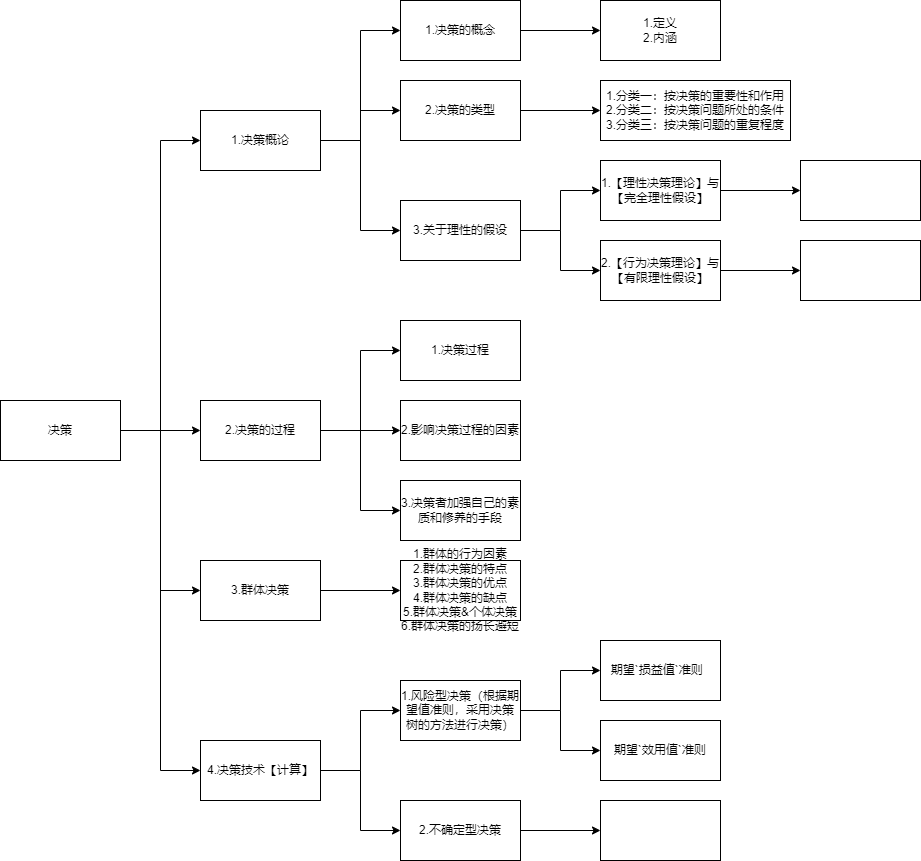 1.决策的概念
1.定义
2.内涵
2.决策的类型
1.分类一：按决策的重要性和作用
2.分类二：按决策问题所处的条件
3.分类三：按决策问题的重复程度
1.决策概论
1.【理性决策理论】与
【完全理性假设】
3.关于理性的假设
2.【行为决策理论】与
【有限理性假设】
1.决策过程
决策
2.决策的过程
2.影响决策过程的因素
3.决策者加强自己的素
质和修养的手段
3.群体决策
1.群体的行为因素
2.群体决策的特点
3.群体决策的优点
4.群体决策的缺点
5.群体决策&个体决策
6.群体决策的扬长避短
期望`损益值`准则
1.风险型决策（根据期
望值准则，采用决策
树的方法进行决策）
期望`效用值`准则
4.决策技术【计算】
2.不确定型决策